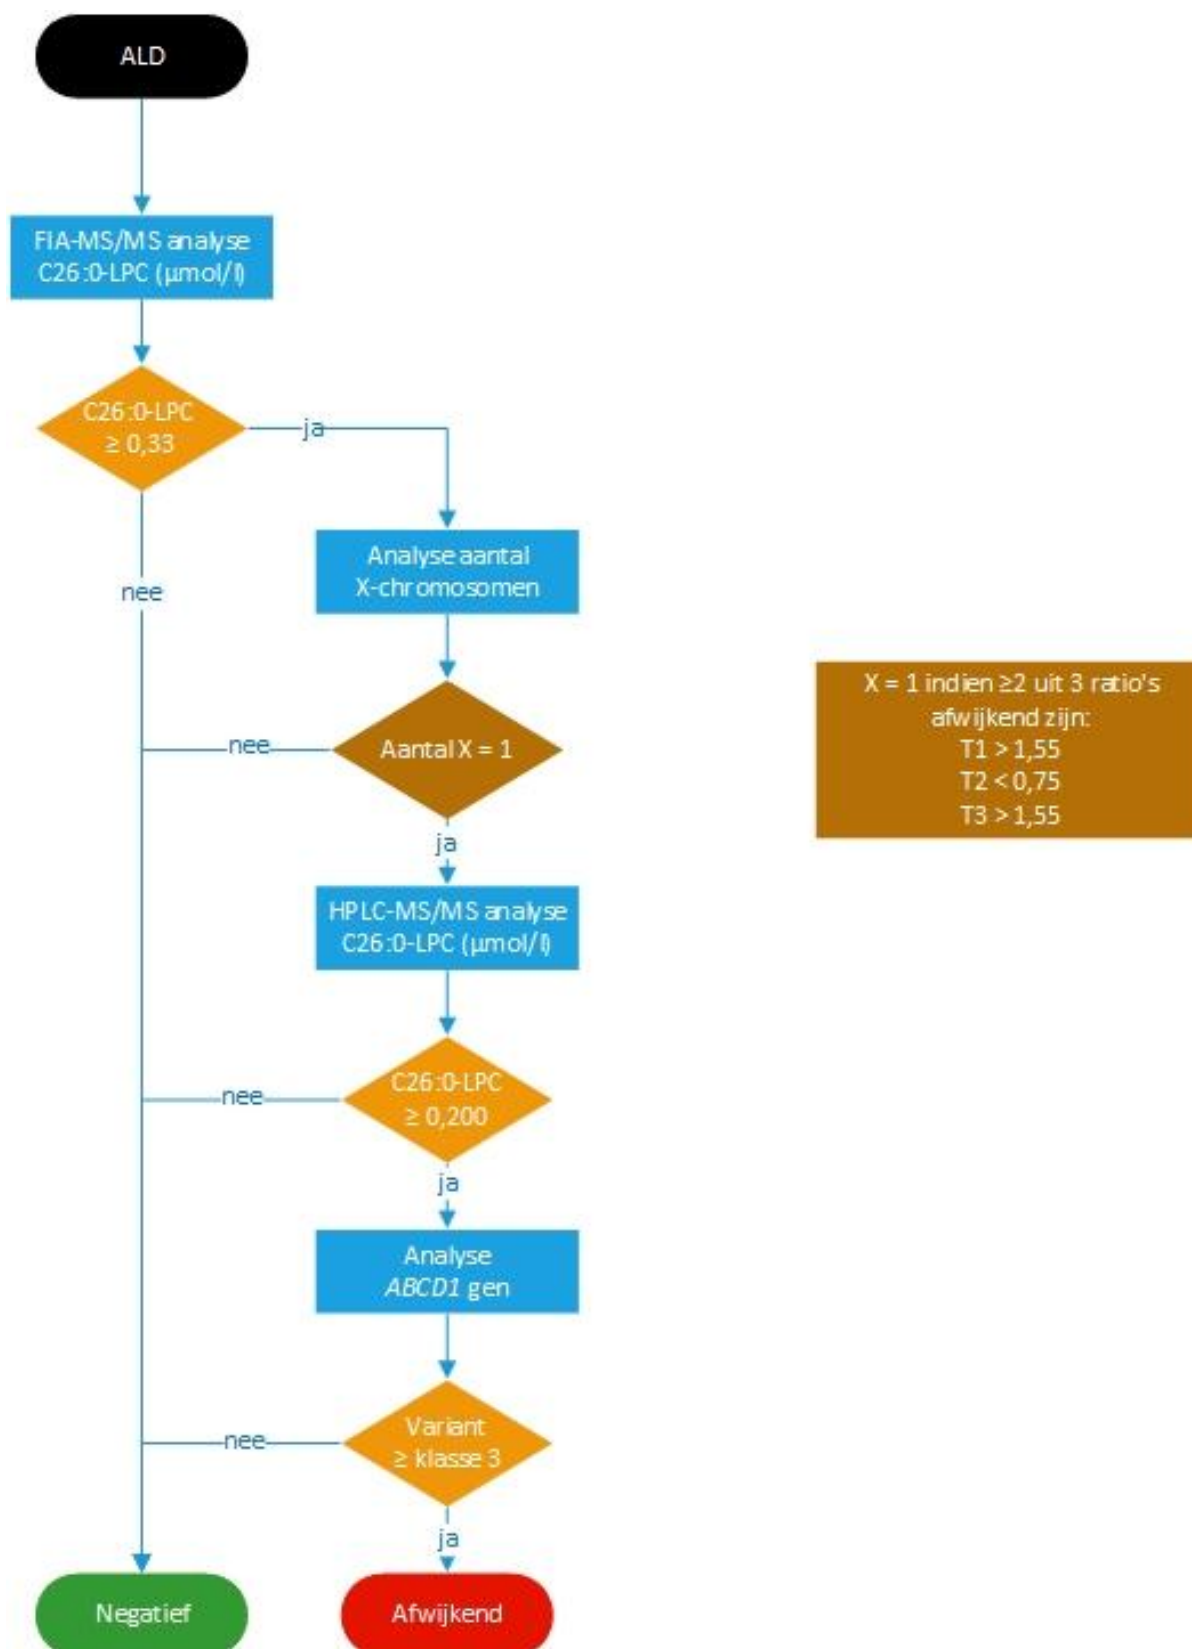 ALD
FIA-MS/MS analyse
C26:0-LPC (µmol/l)
C26:0-LPC
≥ 0,33
ja
nee
Analyse aantal
X-chromosomen
Aantal X = 1
nee
ja
X = 1 indien ≥2 uit 3 ratio's
afwijkend zijn:
T1 > 1,55
T2 < 0,75
T3 > 1,55
HPLC-MS/MS analyse
C26:0-LPC (µmol/l)
C26:0-LPC
≥ 0,200
nee
ja
Analyse
ABCD1 gen
Variant
≥ klasse 3
nee
ja
Negatief
Afwijkend